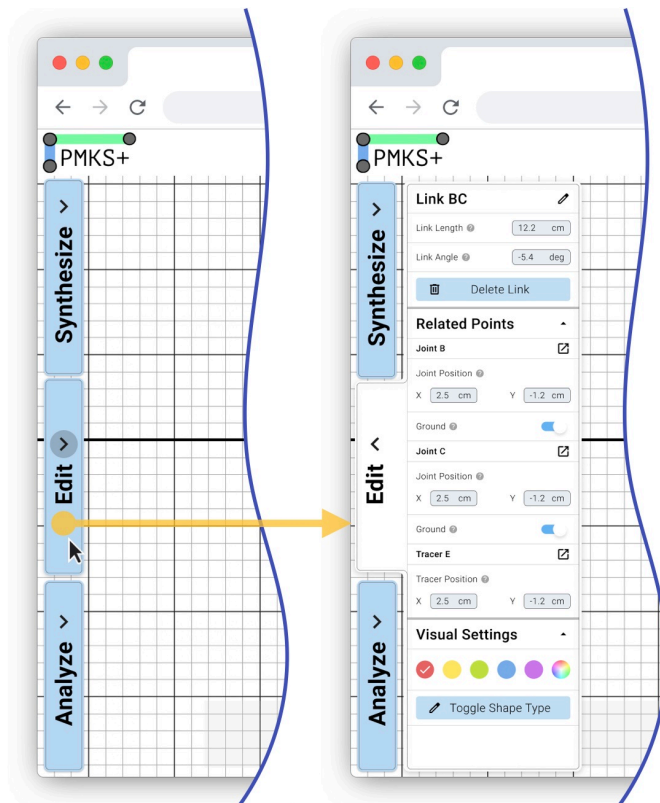 PMKS+
Synthesize
Edit
Analyze
PMKS+
Synthesize
Edit
Analyze
Link BC
Link Length
12.2 cm
Link Angle
-5.4 deg
Delete Link
Related Points
Joint B
Joint Position
X 2.5 cm Y -1.2 cm
Ground
Joint C
Joint Position
X 2.5 cm Y -1.2 cm
Ground
Tracer E
Tracer Position
X 2.5 cm Y -1.2 cm
Visual Settings
Toggle Shape Type